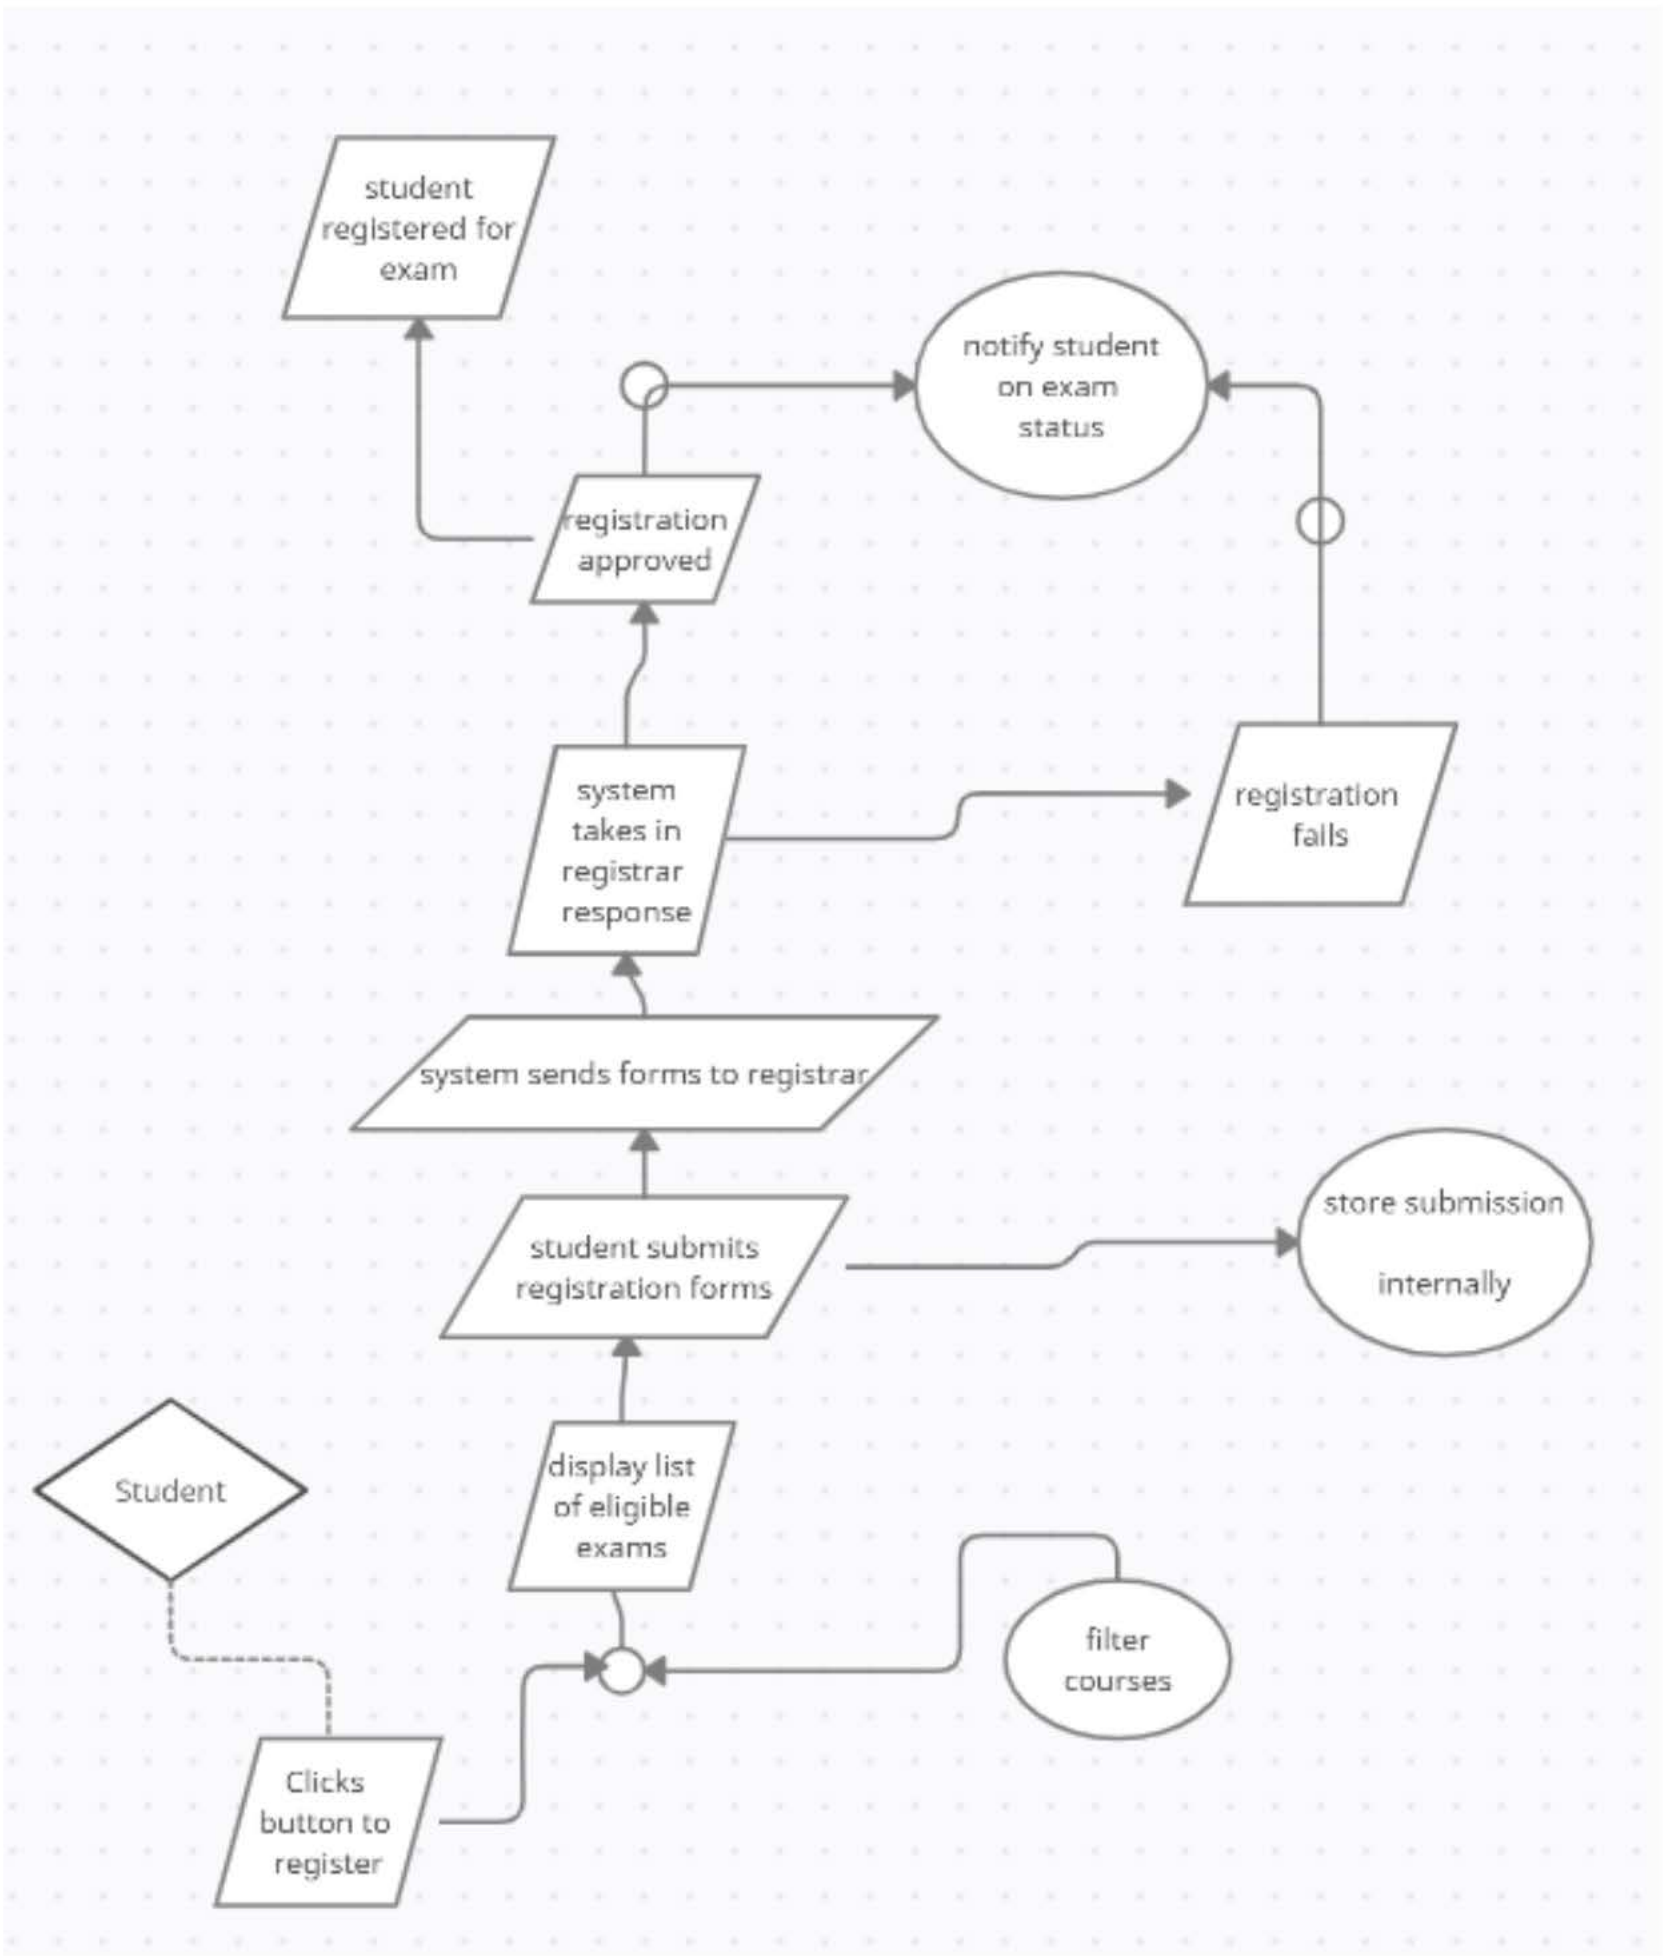 student
registered for
exam
notify student
on exam
status
registration
approved
system
takes in
registrar
response
registration
fails
system sends forms to registrar
student submits
registration forms
store submission
internally
Student
display list
of eligible
exams
filter
courses
Clicks
button to
register